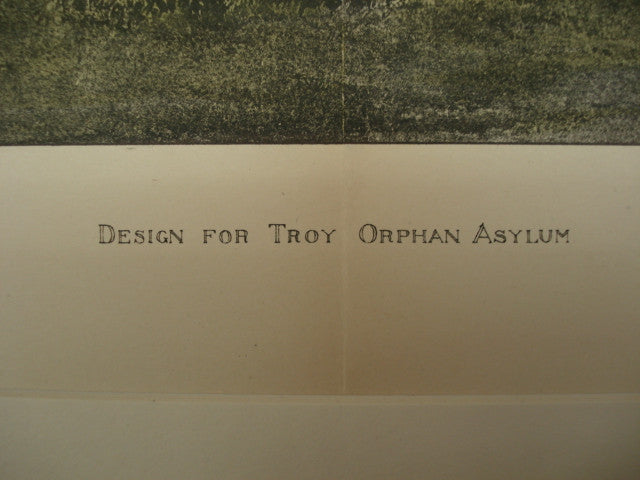 Design for Troy Orphan Asylum